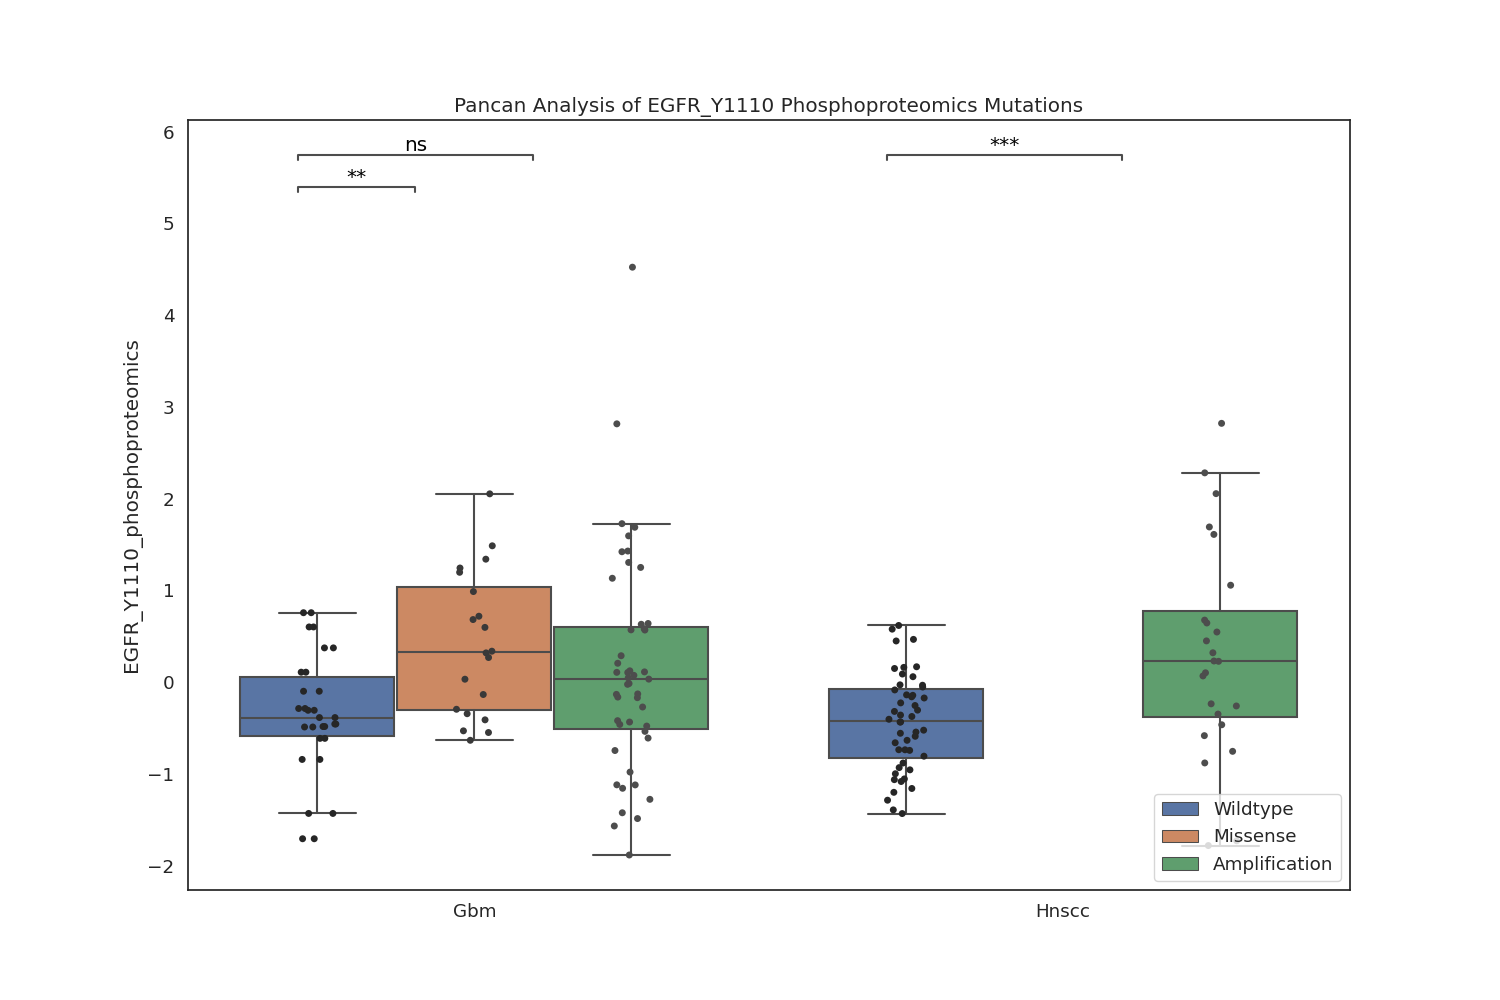 Pancan Analysis of EGFR_Y1110 Phosphoproteomics Mutations
6
5
4
3
2
1
0
−1
−2
EGFR_Y1110_phosphoproteomics
ns
**
***
Wildtype
Missense
Amplification
Gbm
Hnscc